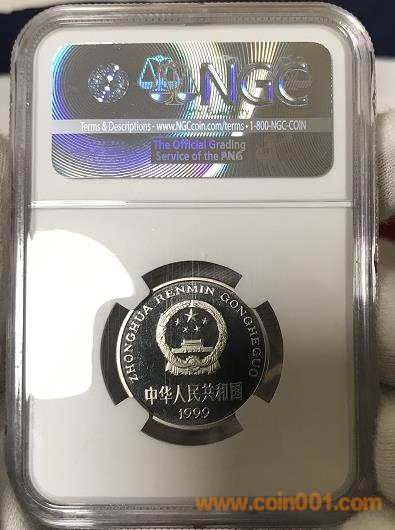 NGC
Terms & Descriptions - www.NGCcoin.com/terms • 1-800-NGC-COIN
The Official Grading
Service of the PNG
ZHONGHUA RENMIN GONGHEGUO
中华人民共和国
1999
www.coin001.com